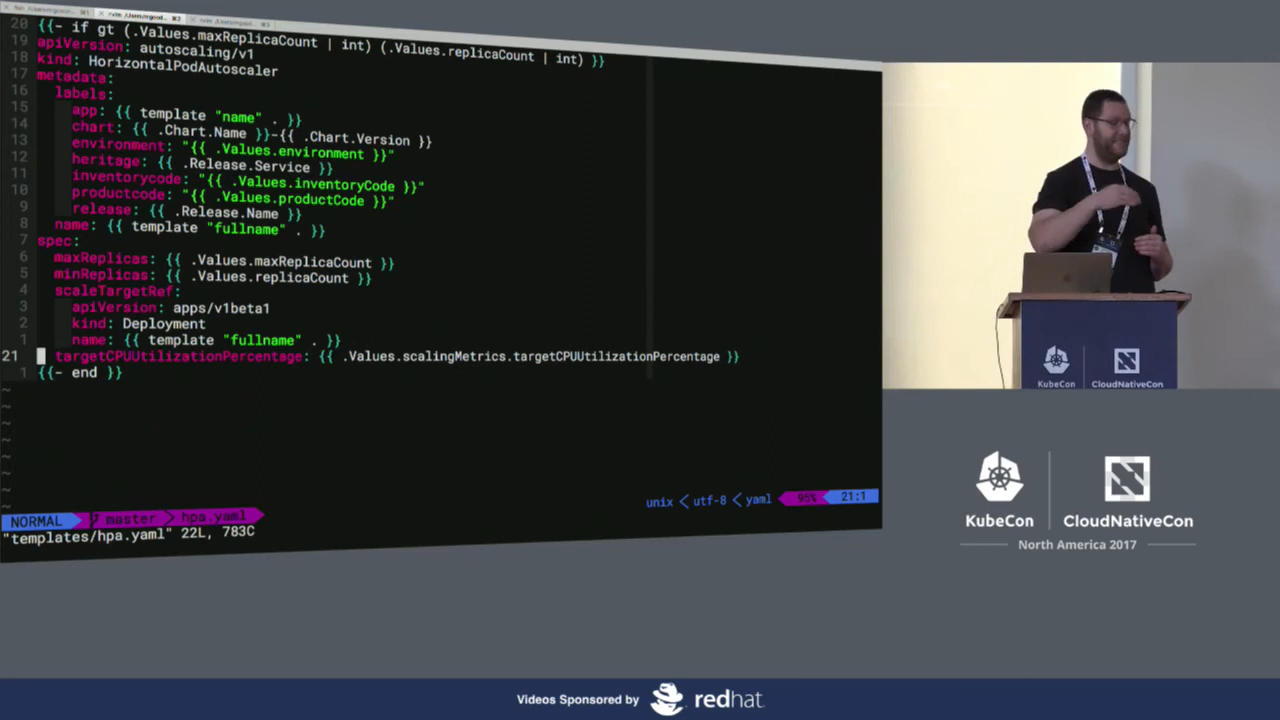 20 {{- if gt (.Values.maxReplicaCount | int) (.Values.replicaCount | int) }}
19 apiVersion: autoscaling/v1
18 kind: HorizontalPodAutoscaler
17 metadata:
16 labels:
15 app: {{ template "name" . }}
14 chart: {{ .Chart.Name }}-{{ .Chart.Version }}
13 environment: "{{ .Values.environment }}"
12 heritage: {{ .Release.Service }}
11 inventorycode: "{{ .Values.inventoryCode }}"
10 productcode: "{{ .Values.productCode }}"
9 release: {{ .Release.Name }}
8 name: {{ template "fullname" . }}
7 spec:
6 maxReplicas: {{ .Values.maxReplicaCount }}
5 minReplicas: {{ .Values.replicaCount }}
4 scaleTargetRef:
3 apiVersion: apps/v1beta1
2 kind: Deployment
1 name: {{ template "fullname" . }}
21 targetCPUUtilizationPercentage: {{ .Values.scalingMetrics.targetCPUUtilizationPercentage }}
1 {{- end }}
~
~
~
~
~
~
~
~
NORMAL master hpa.yaml unix < utf-8 < yaml 95% 21:1
"templates/hpa.yaml" 22L, 783C
KubeCon CloudNativeCon
KubeCon CloudNativeCon
North America 2017
Videos Sponsored by redhat.